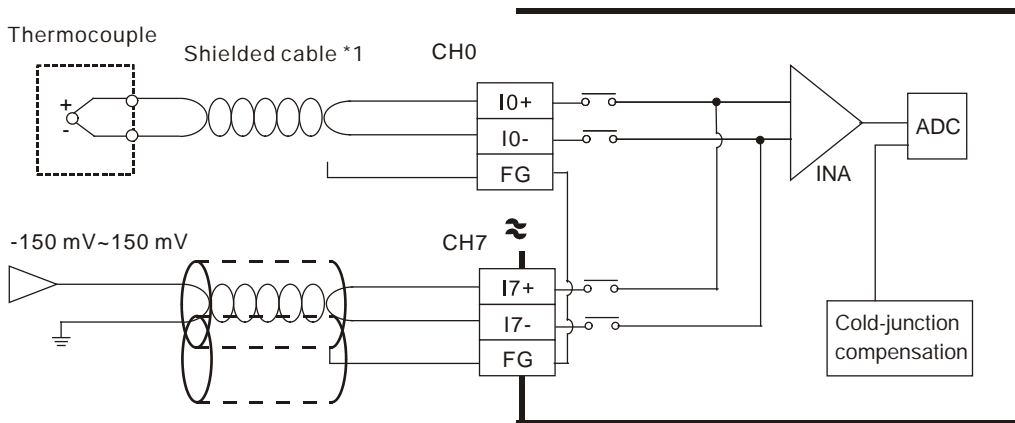 Thermocouple
Shielded cable *1
CH0
+
-
I0+
I0-
FG
INA
ADC
-150 mV~150 mV
CH7
I7+
I7-
FG
Cold-junction
compensation